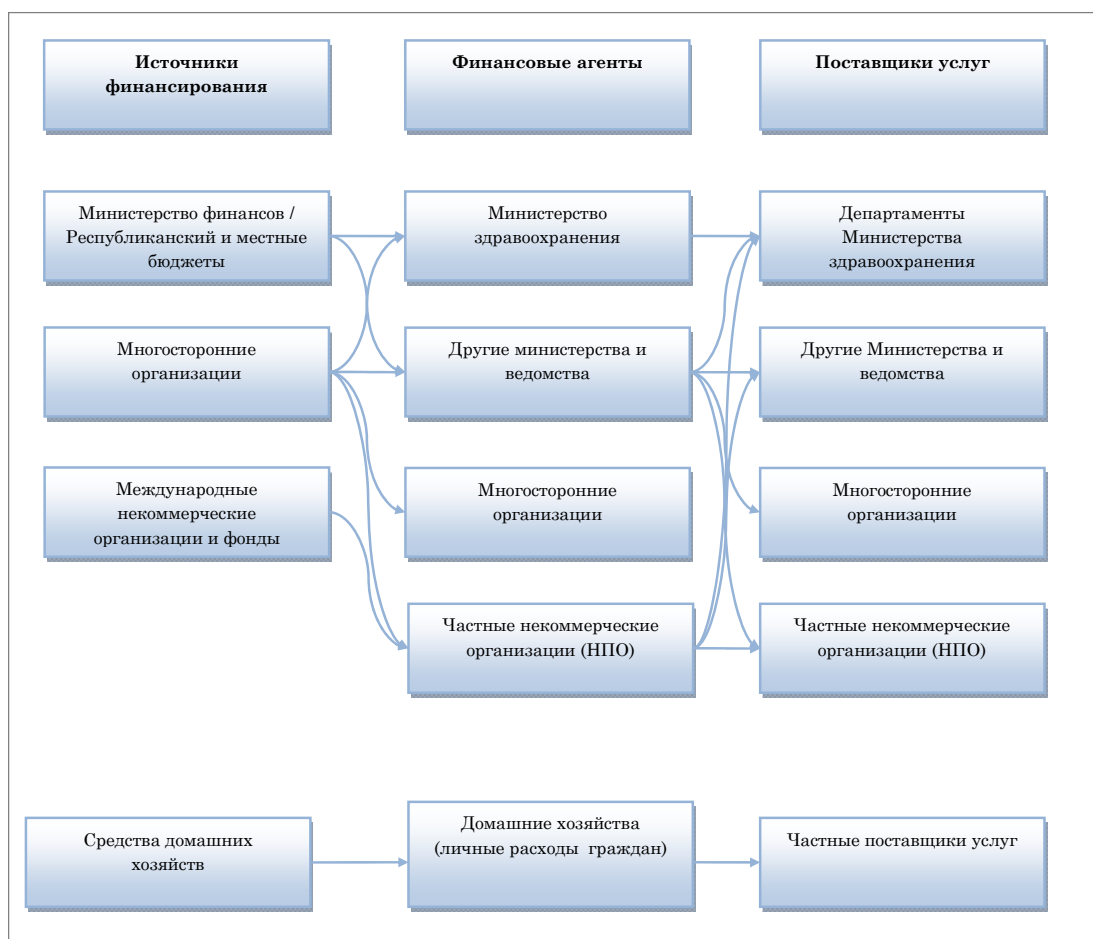 Источники
финансирования
Финансовые агенты
Поставщики услуг
Министерство финансов /
Республиканский и местные
бюджеты
Министерство
здравоохранения
Департаменты
Министерства
здравоохранения
Многосторонние
организации
Другие министерства и
ведомства
Другие Министерства и
ведомства
Международные
некоммерческие
организации и фонды
Многосторонние
организации
Многосторонние
организации
Частные некоммерческие
организации (НПО)
Частные некоммерческие
организации (НПО)
Средства домашних
хозяйств
Домашние хозяйства
(личные расходы граждан)
Частные поставщики услуг